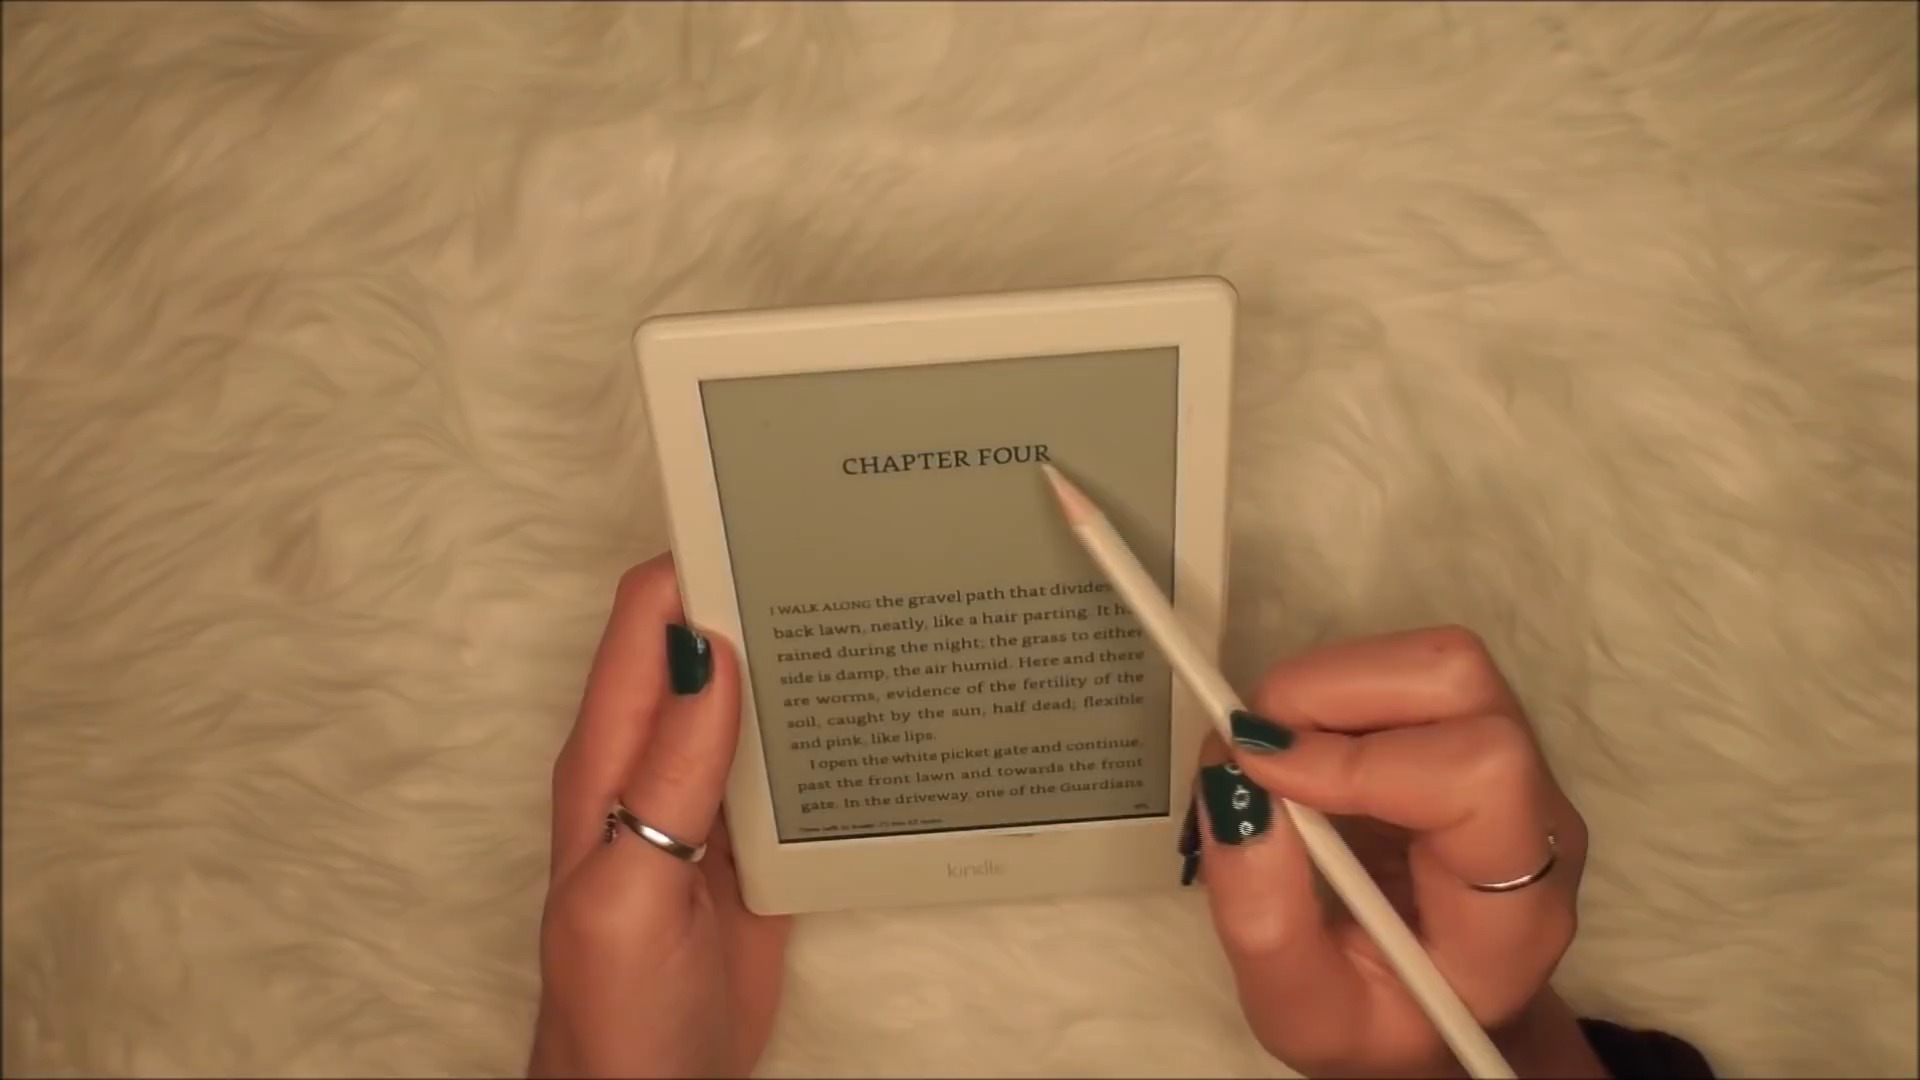 CHAPTER FOUR
I WALK ALONG the gravel path that divides
back lawn, neatly, like a hair parting. It
rained during the night; the grass to either
side is damp, the air humid. Here and there
are worms, evidence of the fertility of the
soil, caught by the sun, half dead; flexible
and pink, like lips.
I open the white picket gate and continue,
past the front lawn and towards the front
gate. In the driveway, one of the Guardians
kindle